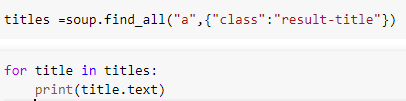 titles =soup.find_all("a",{"class":"result-title"})
for title in titles:
    print(title.text)